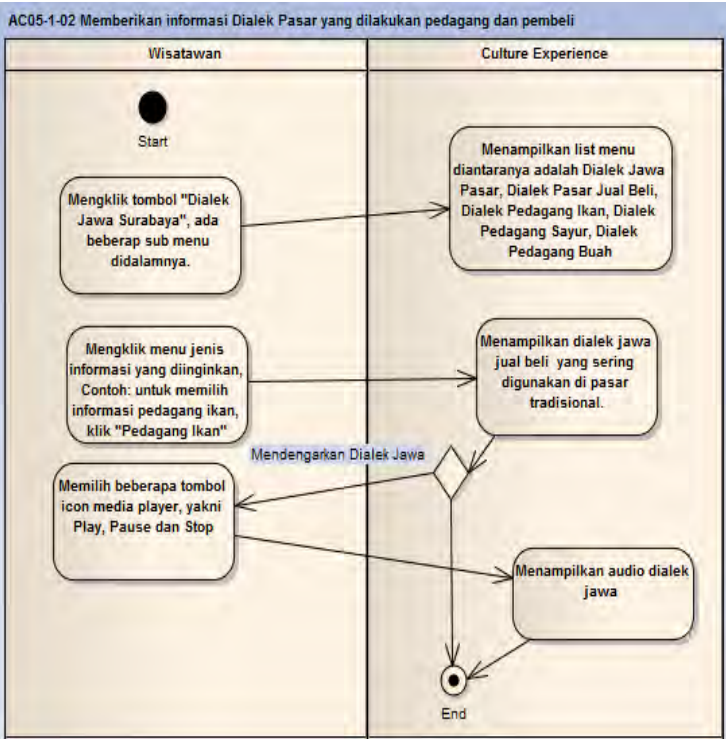 AC05-1-02 Memberikan informasi Dialek Pasar yang dilakukan pedagang dan pembeli
Wisatawan
Culture Experience
Start
Mengklik tombol "Dialek
Jawa Surabaya", ada
beberap sub menu
didalamnya.
Menampilkan list menu
diantaranya adalah Dialek Jawa
Pasar, Dialek Pasar Jual Beli,
Dialek Pedagang Ikan, Dialek
Pedagang Sayur, Dialek
Pedagang Buah
Mengklik menu jenis
informasi yang diinginkan,
Contoh: untuk memilih
informasi pedagang ikan,
klik "Pedagang Ikan"
Menampilkan dialek jawa
jual beli yang sering
digunakan di pasar
tradisional.
Mendengarkan Dialek Jawa
Memilih beberapa tombol
icon media player, yakni
Play, Pause dan Stop
Menampilkan audio dialek
jawa
End